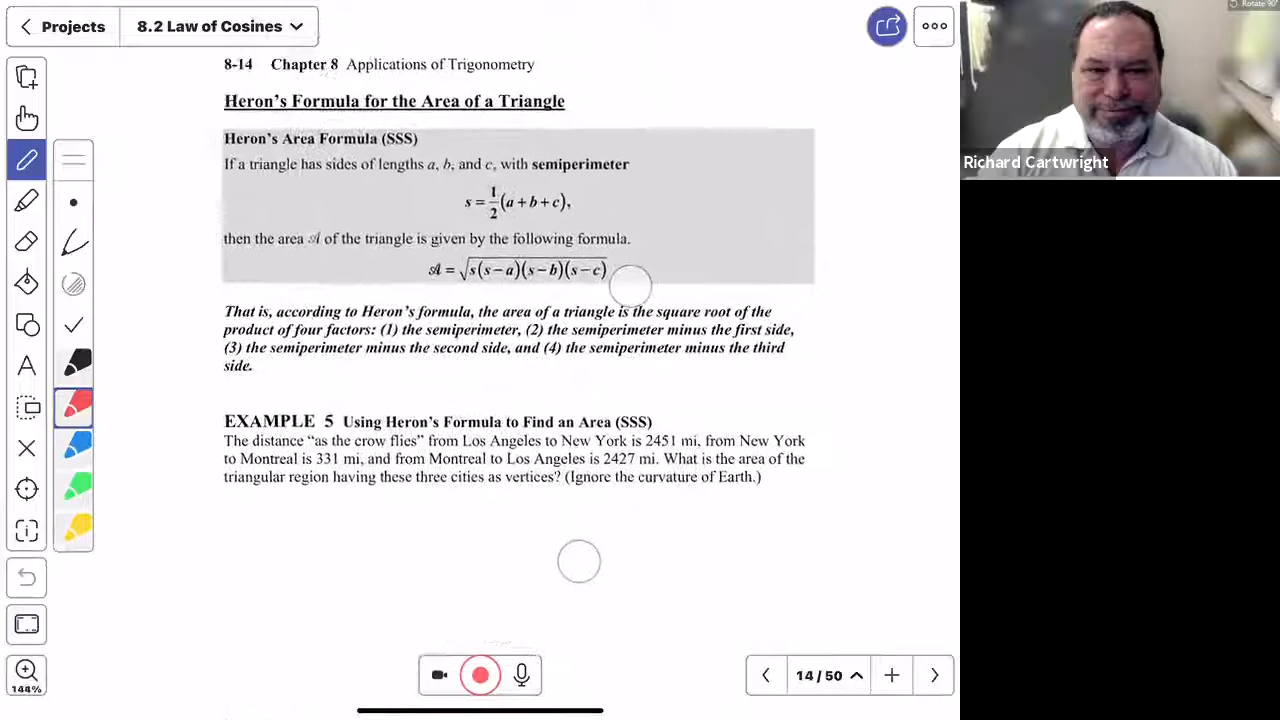 Projects
8.2 Law of Cosines
Rotate 90°
8-14 Chapter 8 Applications of Trigonometry
Heron's Formula for the Area of a Triangle
Heron's Area Formula (SSS)
If a triangle has sides of lengths a, b, and c, with semiperimeter
s = 1/2 (a + b + c),
then the area 𝒜 of the triangle is given by the following formula.
𝒜 = √s(s − a)(s − b)(s − c)
That is, according to Heron's formula, the area of a triangle is the square root of the
product of four factors: (1) the semiperimeter, (2) the semiperimeter minus the first side,
(3) the semiperimeter minus the second side, and (4) the semiperimeter minus the third
side.
EXAMPLE 5 Using Heron's Formula to Find an Area (SSS)
The distance “as the crow flies” from Los Angeles to New York is 2451 mi, from New York
to Montreal is 331 mi, and from Montreal to Los Angeles is 2427 mi. What is the area of the
triangular region having these three cities as vertices? (Ignore the curvature of Earth.)
Richard Cartwright
A
144%
14 / 50